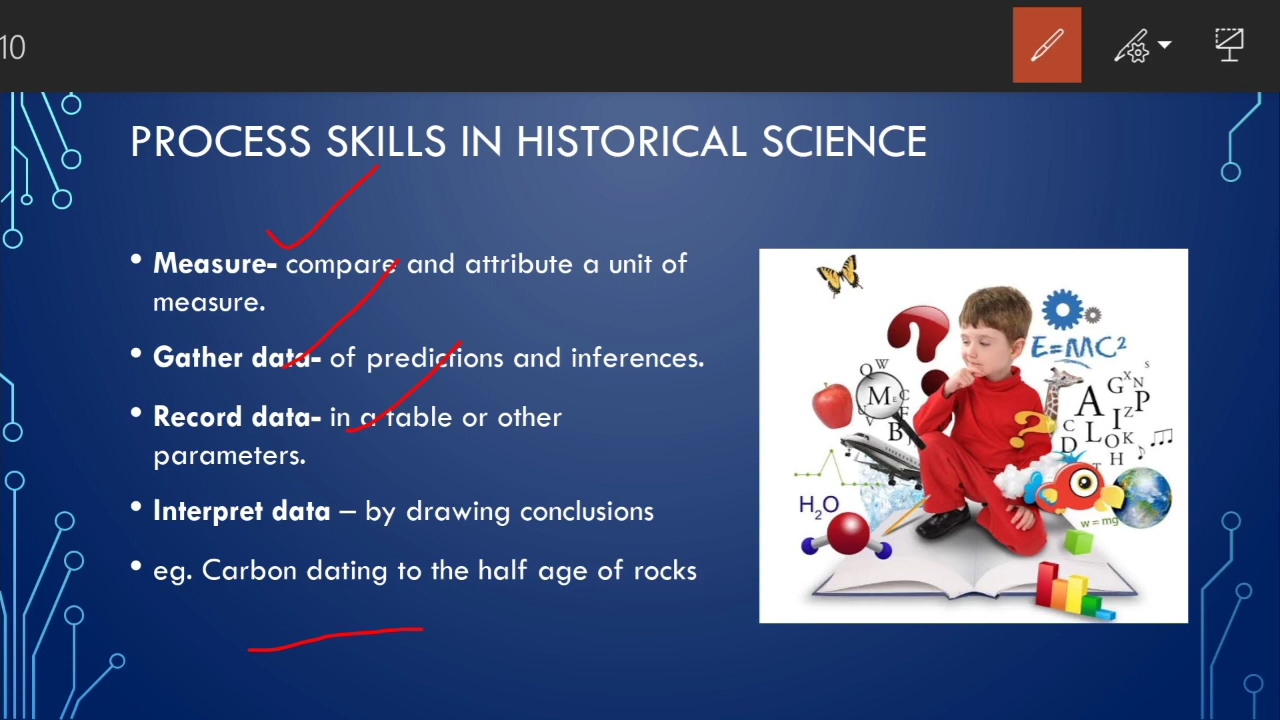 10
PROCESS SKILLS IN HISTORICAL SCIENCE
• Measure- compare and attribute a unit of
measure.
• Gather data- of predictions and inferences.
• Record data- in a table or other
parameters.
• Interpret data – by drawing conclusions
• eg. Carbon dating to the half age of rocks
E=MC²
H₂O
w = mg